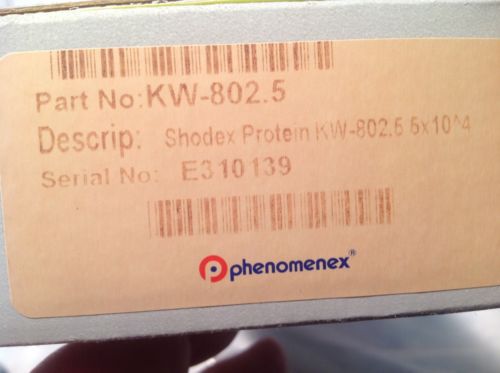 Part No:KW-802.5
Descrip: Shodex Protein KW-802.5 5x10^4
Serial No: E310139
phenomenex®